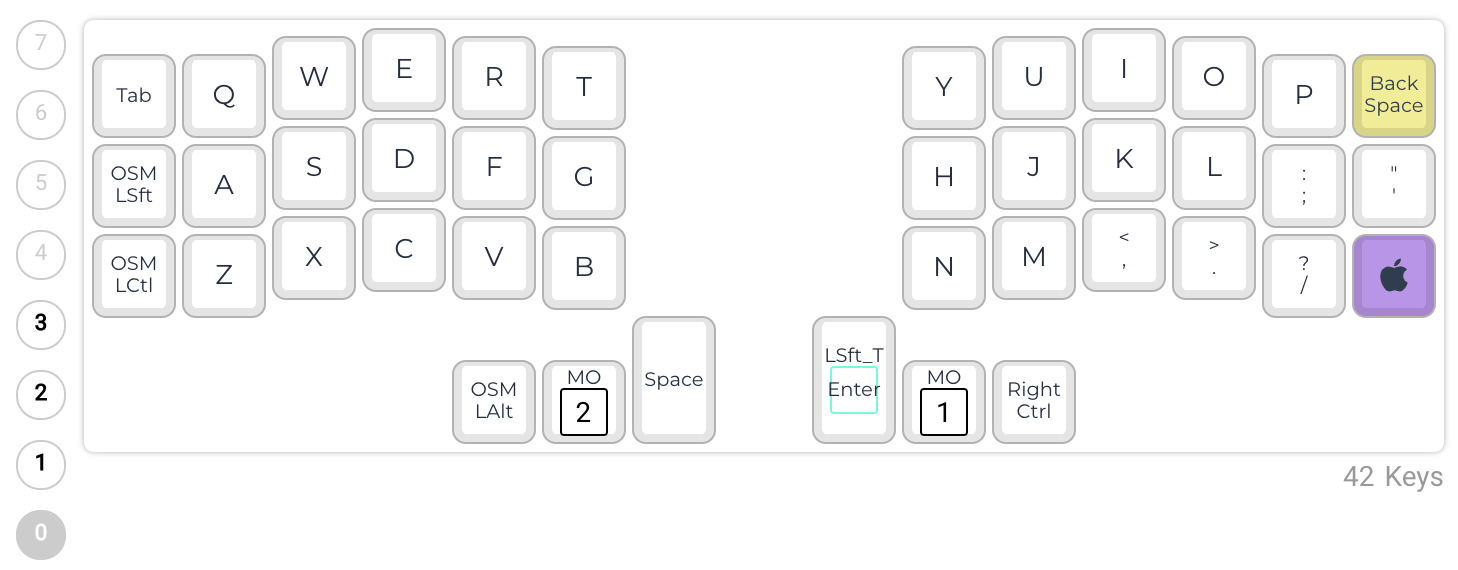 7
6
5
4
3
2
1
0
Tab Q W E R T Y U I O P Back
Space
OSM
LSft A S D F G H J K L :
; "
'
OSM
LCtl Z X C V B N M <
, >
. ?
/
OSM
LAlt
MO
2
Space
LSft_T
Enter
MO
1
Right
Ctrl
42 Keys